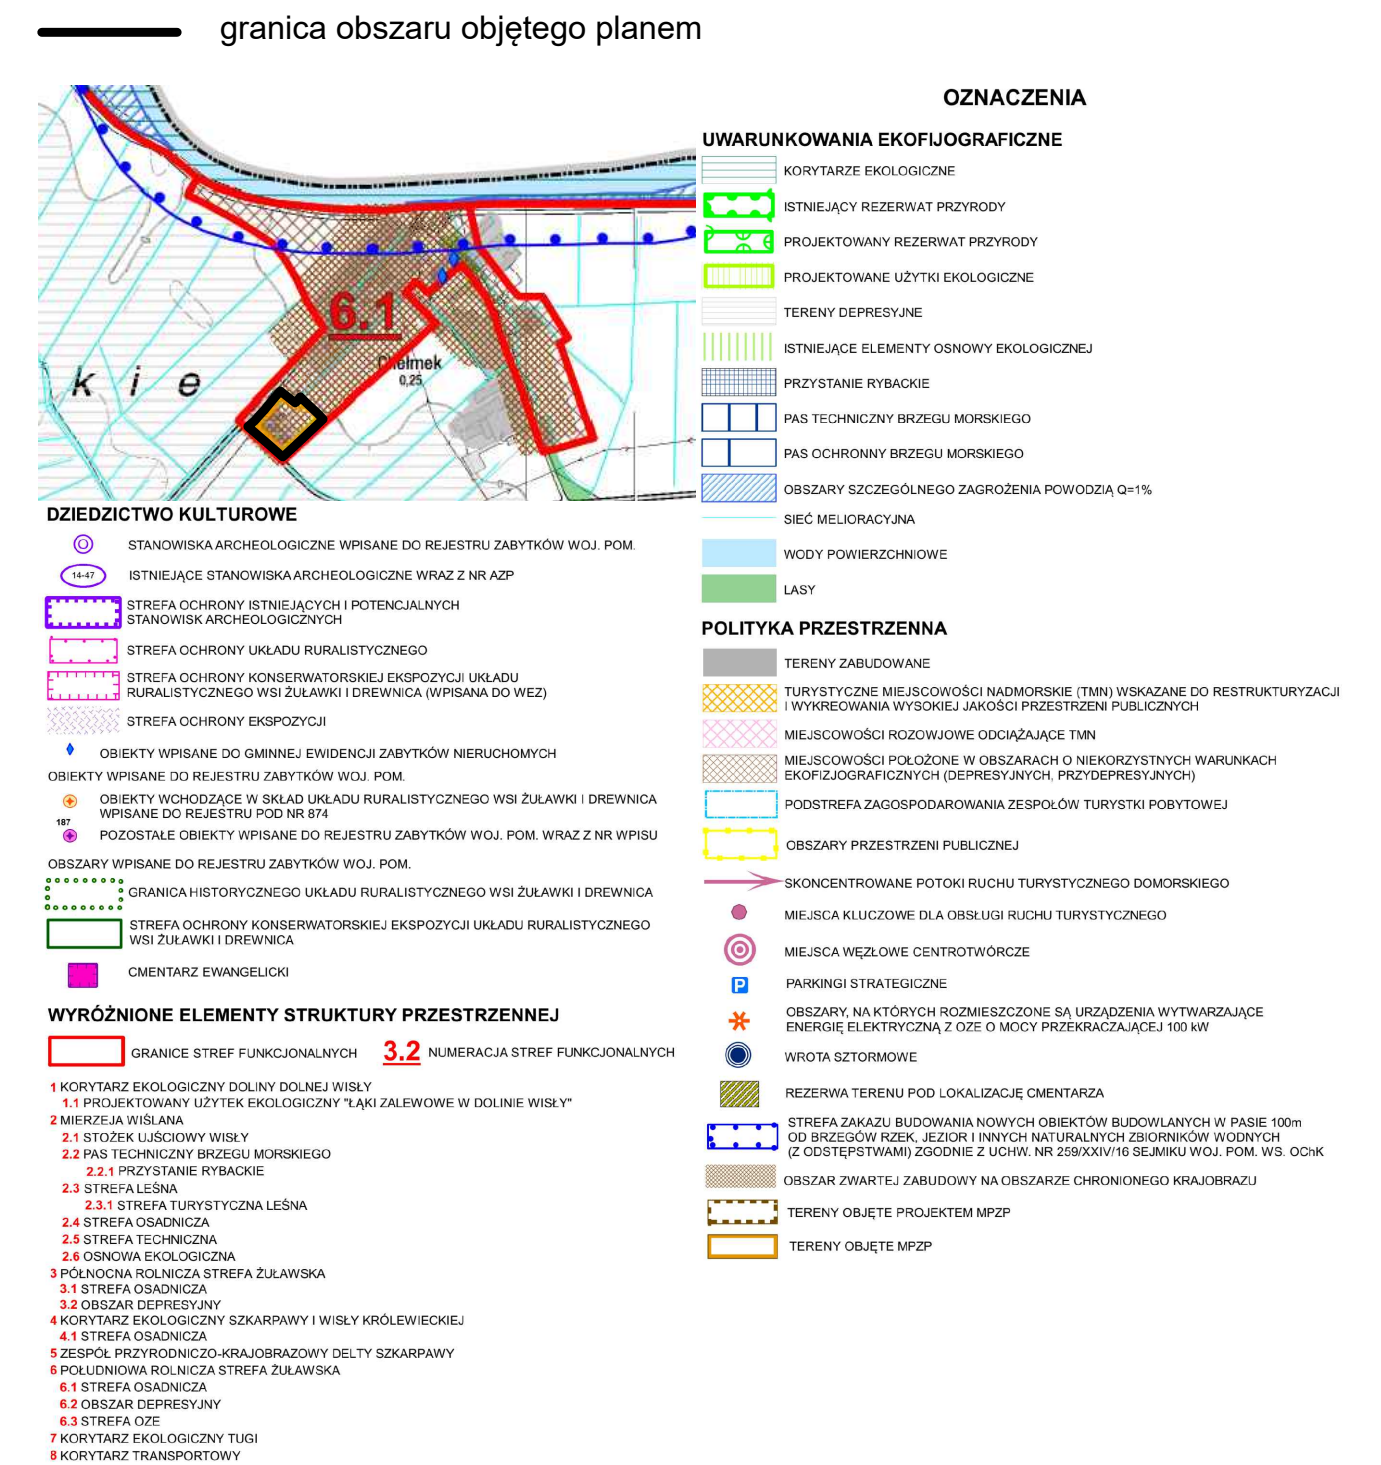 granica obszaru objętego planem
6.1
Chełmek
0,25
k i e
DZIEDZICTWO KULTUROWE
STANOWISKA ARCHEOLOGICZNE WPISANE DO REJESTRU ZABYTKÓW WOJ. POM.
14-47
ISTNIEJĄCE STANOWISKA ARCHEOLOGICZNE WRAZ Z NR AZP
STREFA OCHRONY ISTNIEJĄCYCH I POTENCJALNYCH
STANOWISK ARCHEOLOGICZNYCH
STREFA OCHRONY UKŁADU RURALISTYCZNEGO
STREFA OCHRONY KONSERWATORSKIEJ EKSPOZYCJI UKŁADU
RURALISTYCZNEGO WSI ŻUŁAWKI I DREWNICA (WPISANA DO WEZ)
STREFA OCHRONY EKSPOZYCJI
OBIEKTY WPISANE DO GMINNEJ EWIDENCJI ZABYTKÓW NIERUCHOMYCH
OBIEKTY WPISANE DO REJESTRU ZABYTKÓW WOJ. POM.
OBIEKTY WCHODZĄCE W SKŁAD UKŁADU RURALISTYCZNEGO WSI ŻUŁAWKI I DREWNICA
WPISANE DO REJESTRU POD NR 874
187
POZOSTAŁE OBIEKTY WPISANE DO REJESTRU ZABYTKÓW WOJ. POM. WRAZ Z NR WPISU
OBSZARY WPISANE DO REJESTRU ZABYTKÓW WOJ. POM.
GRANICA HISTORYCZNEGO UKŁADU RURALISTYCZNEGO WSI ŻUŁAWKI I DREWNICA
STREFA OCHRONY KONSERWATORSKIEJ EKSPOZYCJI UKŁADU RURALISTYCZNEGO
WSI ŻUŁAWKI I DREWNICA
CMENTARZ EWANGELICKI
WYRÓŻNIONE ELEMENTY STRUKTURY PRZESTRZENNEJ
GRANICE STREF FUNKCJONALNYCH
3.2 NUMERACJA STREF FUNKCJONALNYCH
1 KORYTARZ EKOLOGICZNY DOLINY DOLNEJ WISŁY
1.1 PROJEKTOWANY UŻYTEK EKOLOGICZNY "ŁĄKI ZALEWOWE W DOLINIE WISŁY"
2 MIERZEJA WIŚLANA
2.1 STOŻEK UJŚCIOWY WISŁY
2.2 PAS TECHNICZNY BRZEGU MORSKIEGO
2.2.1 PRZYSTANIE RYBACKIE
2.3 STREFA LEŚNA
2.3.1 STREFA TURYSTYCZNA LEŚNA
2.4 STREFA OSADNICZA
2.5 STREFA TECHNICZNA
2.6 OSNOWA EKOLOGICZNA
3 PÓŁNOCNA ROLNICZA STREFA ŻUŁAWSKA
3.1 STREFA OSADNICZA
3.2 OBSZAR DEPRESYJNY
4 KORYTARZ EKOLOGICZNY SZKARPAWY I WISŁY KRÓLEWIECKIEJ
4.1 STREFA OSADNICZA
5 ZESPÓŁ PRZYRODNICZO-KRAJOBRAZOWY DELTY SZKARPAWY
6 POŁUDNIOWA ROLNICZA STREFA ŻUŁAWSKA
6.1 STREFA OSADNICZA
6.2 OBSZAR DEPRESYJNY
6.3 STREFA OZE
7 KORYTARZ EKOLOGICZNY TUGI
8 KORYTARZ TRANSPORTOWY
OZNACZENIA
UWARUNKOWANIA EKOFIJOGRAFICZNE
KORYTARZE EKOLOGICZNE
ISTNIEJĄCY REZERWAT PRZYRODY
PROJEKTOWANY REZERWAT PRZYRODY
PROJEKTOWANE UŻYTKI EKOLOGICZNE
TERENY DEPRESYJNE
ISTNIEJĄCE ELEMENTY OSNOWY EKOLOGICZNEJ
PRZYSTANIE RYBACKIE
PAS TECHNICZNY BRZEGU MORSKIEGO
PAS OCHRONNY BRZEGU MORSKIEGO
OBSZARY SZCZEGÓLNEGO ZAGROŻENIA POWODZIĄ Q=1%
SIEĆ MELIORACYJNA
WODY POWIERZCHNIOWE
LASY
POLITYKA PRZESTRZENNA
TERENY ZABUDOWANE
TURYSTYCZNE MIEJSCOWOŚCI NADMORSKIE (TMN) WSKAZANE DO RESTRUKTURYZACJI
I WYKREOWANIA WYSOKIEJ JAKOŚCI PRZESTRZENI PUBLICZNYCH
MIEJSCOWOŚCI ROZOWJOWE ODCIĄŻAJĄCE TMN
MIEJSCOWOŚCI POŁOŻONE W OBSZARACH O NIEKORZYSTNYCH WARUNKACH
EKOFIZJOGRAFICZNYCH (DEPRESYJNYCH, PRZYDEPRESYJNYCH)
PODSTREFA ZAGOSPODAROWANIA ZESPOŁÓW TURYSTKI POBYTOWEJ
OBSZARY PRZESTRZENI PUBLICZNEJ
SKONCENTROWANE POTOKI RUCHU TURYSTYCZNEGO DOMORSKIEGO
MIEJSCA KLUCZOWE DLA OBSŁUGI RUCHU TURYSTYCZNEGO
MIEJSCA WĘZŁOWE CENTROTWÓRCZE
P
PARKINGI STRATEGICZNE
OBSZARY, NA KTÓRYCH ROZMIESZCZONE SĄ URZĄDZENIA WYTWARZAJĄCE
ENERGIĘ ELEKTRYCZNĄ Z OZE O MOCY PRZEKRACZAJĄCEJ 100 kW
WROTA SZTORMOWE
REZERWA TERENU POD LOKALIZACJĘ CMENTARZA
STREFA ZAKAZU BUDOWANIA NOWYCH OBIEKTÓW BUDOWLANYCH W PASIE 100m
OD BRZEGÓW RZEK, JEZIOR I INNYCH NATURALNYCH ZBIORNIKÓW WODNYCH
(Z ODSTĘPSTWAMI) ZGODNIE Z UCHW. NR 259/XXIV/16 SEJMIKU WOJ. POM. WS. OChK
OBSZAR ZWARTEJ ZABUDOWY NA OBSZARZE CHRONIONEGO KRAJOBRAZU
TERENY OBJĘTE PROJEKTEM MPZP
TERENY OBJĘTE MPZP